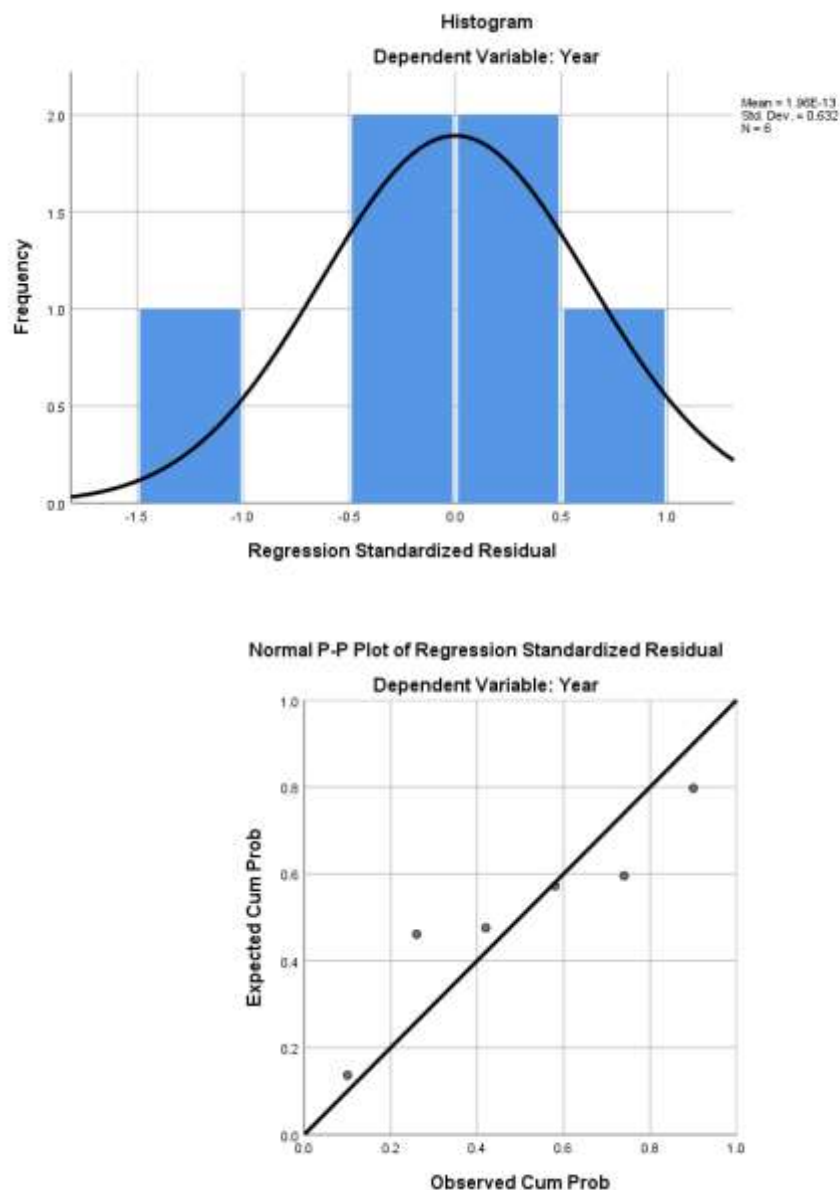 Histogram
Dependent Variable: Year
Mean = 1.96E-13
Std. Dev. = 0.632
N = 6
2.0
1.5
1.0
0.5
0.0
Frequency
-1.5 -1.0 -0.5 0.0 0.5 1.0
Regression Standardized Residual
Normal P-P Plot of Regression Standardized Residual
Dependent Variable: Year
1.0
0.8
0.6
0.4
0.2
0.0
Expected Cum Prob
0.0 0.2 0.4 0.6 0.8 1.0
Observed Cum Prob